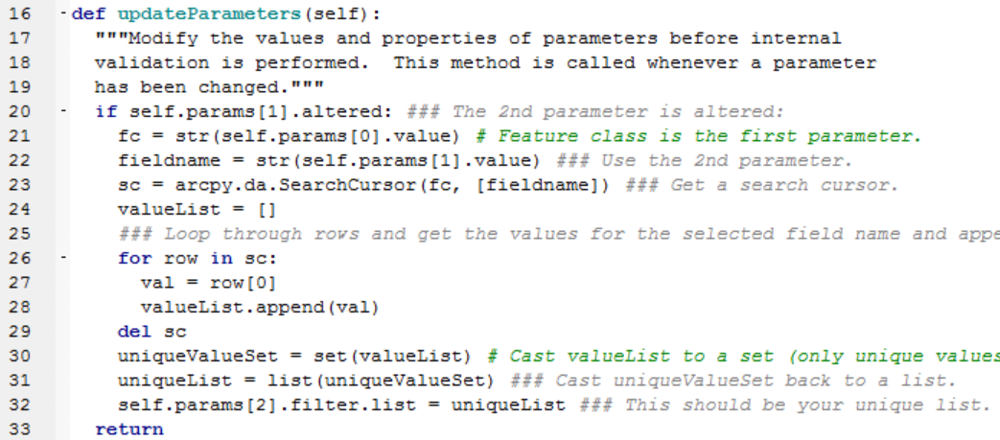 16 -def updateParameters(self):
17 """Modify the values and properties of parameters before internal
18 validation is performed.  This method is called whenever a parameter
19 has been changed."""
20 - if self.params[1].altered: ### The 2nd parameter is altered:
21 fc = str(self.params[0].value) # Feature class is the first parameter.
22 fieldname = str(self.params[1].value) ### Use the 2nd parameter.
23 sc = arcpy.da.SearchCursor(fc, [fieldname]) ### Get a search cursor.
24 valueList = []
25 ### Loop through rows and get the values for the selected field name and appe
26 - for row in sc:
27 val = row[0]
28 valueList.append(val)
29 del sc
30 uniqueValueSet = set(valueList) # Cast valueList to a set (only unique values
31 uniqueList = list(uniqueValueSet) ### Cast uniqueValueSet back to a list.
32 self.params[2].filter.list = uniqueList ### This should be your unique list.
33 return